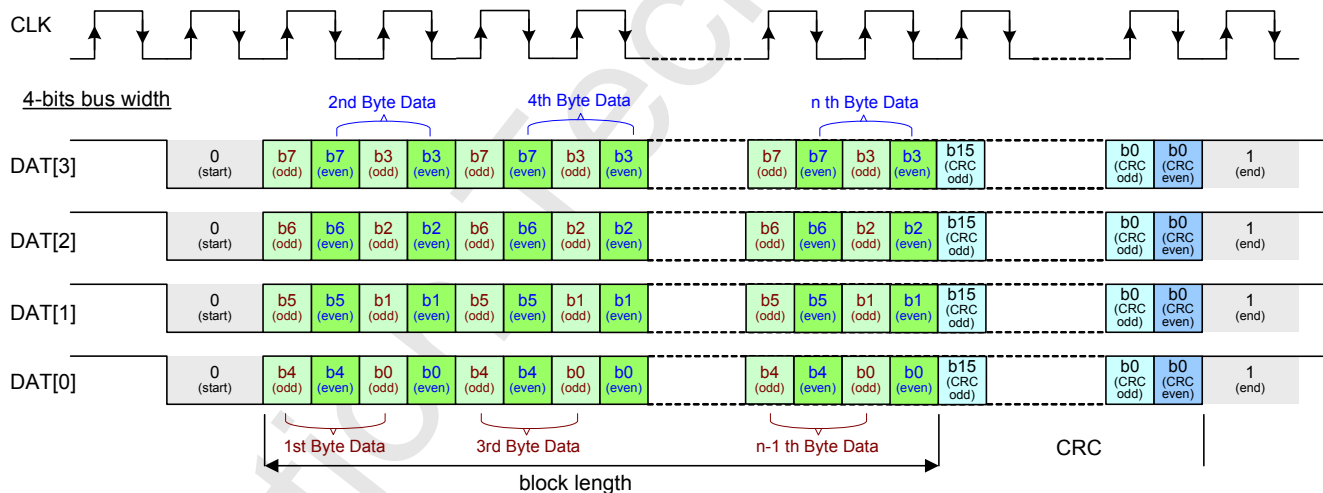 CLK
4-bits bus width
2nd Byte Data 4th Byte Data n th Byte Data
DAT[3] 0 (start) b7 (odd) b7 (even) b3 (odd) b3 (even) b7 (odd) b7 (even) b3 (odd) b3 (even) b7 (odd) b7 (even) b3 (odd) b3 (even) b15 (CRC odd) b0 (CRC odd) b0 (CRC even) 1 (end)
DAT[2] 0 (start) b6 (odd) b6 (even) b2 (odd) b2 (even) b6 (odd) b6 (even) b2 (odd) b2 (even) b6 (odd) b6 (even) b2 (odd) b2 (even) b15 (CRC odd) b0 (CRC odd) b0 (CRC even) 1 (end)
DAT[1] 0 (start) b5 (odd) b5 (even) b1 (odd) b1 (even) b5 (odd) b5 (even) b1 (odd) b1 (even) b5 (odd) b5 (even) b1 (odd) b1 (even) b15 (CRC odd) b0 (CRC odd) b0 (CRC even) 1 (end)
DAT[0] 0 (start) b4 (odd) b4 (even) b0 (odd) b0 (even) b4 (odd) b4 (even) b0 (odd) b0 (even) b4 (odd) b4 (even) b0 (odd) b0 (even) b15 (CRC odd) b0 (CRC odd) b0 (CRC even) 1 (end)
1st Byte Data 3rd Byte Data n-1 th Byte Data CRC
block length